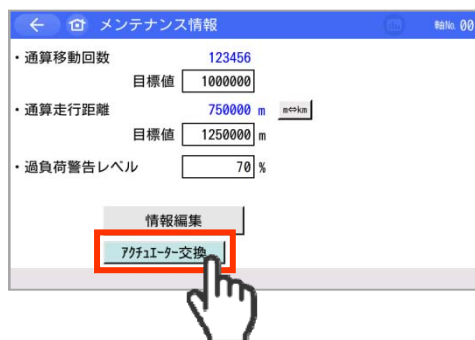 メンテナンス情報 軸No. 00
・通算移動回数 123456
目標値 1000000
・通算走行距離 750000 m m⇔km
目標値 1250000 m
・過負荷警告レベル 70 %
情報編集
ｱｸﾁｭｴｰﾀｰ交換